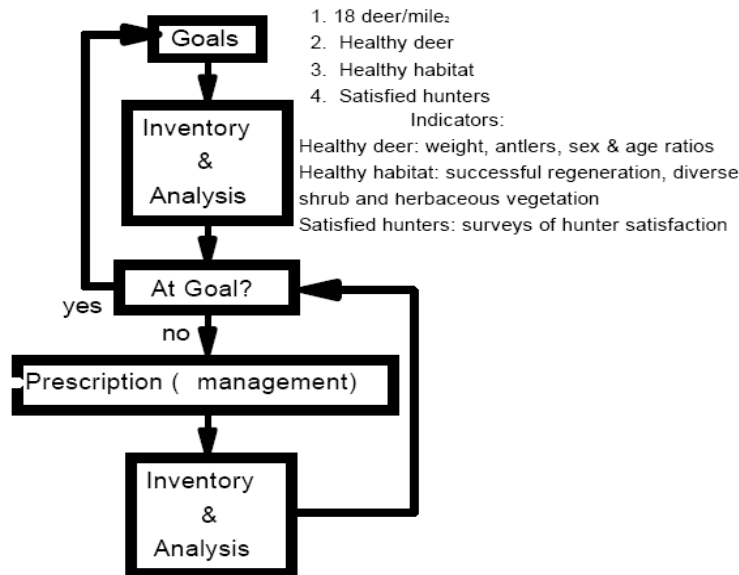 Goals
1. 18 deer/mile₂
2. Healthy deer
3. Healthy habitat
4. Satisfied hunters
Indicators:
Healthy deer: weight, antlers, sex & age ratios
Healthy habitat: successful regeneration, diverse
shrub and herbaceous vegetation
Satisfied hunters: surveys of hunter satisfaction
Inventory
&
Analysis
At Goal?
yes
no
Prescription ( management)
Inventory
&
Analysis